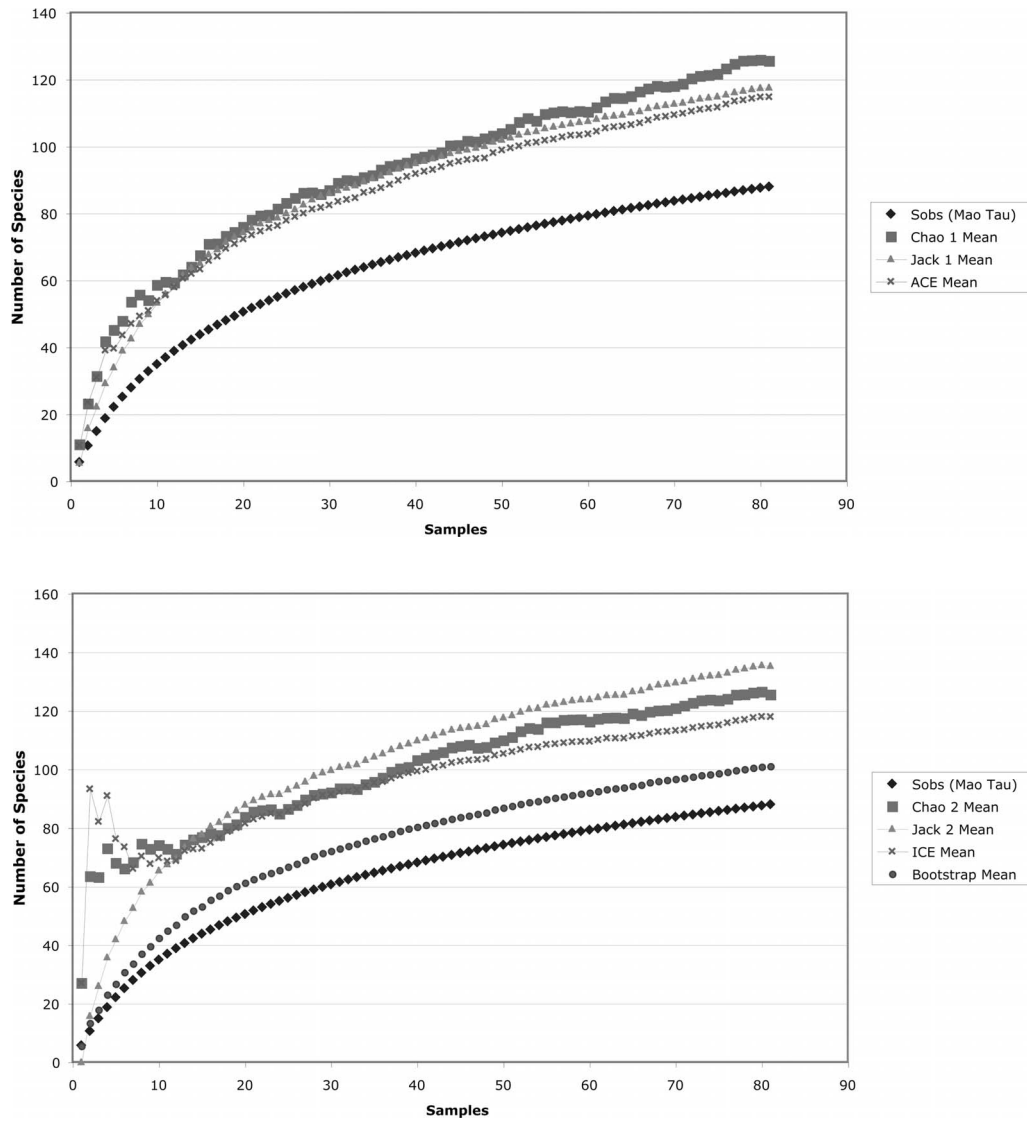 140
120
100
80
60
40
20
0
Number of Species
0 10 20 30 40 50 60 70 80 90
Samples
Sobs (Mao Tau)
Chao 1 Mean
Jack 1 Mean
ACE Mean
160
140
120
100
80
60
40
20
0
Number of Species
0 10 20 30 40 50 60 70 80 90
Samples
Sobs (Mao Tau)
Chao 2 Mean
Jack 2 Mean
ICE Mean
Bootstrap Mean